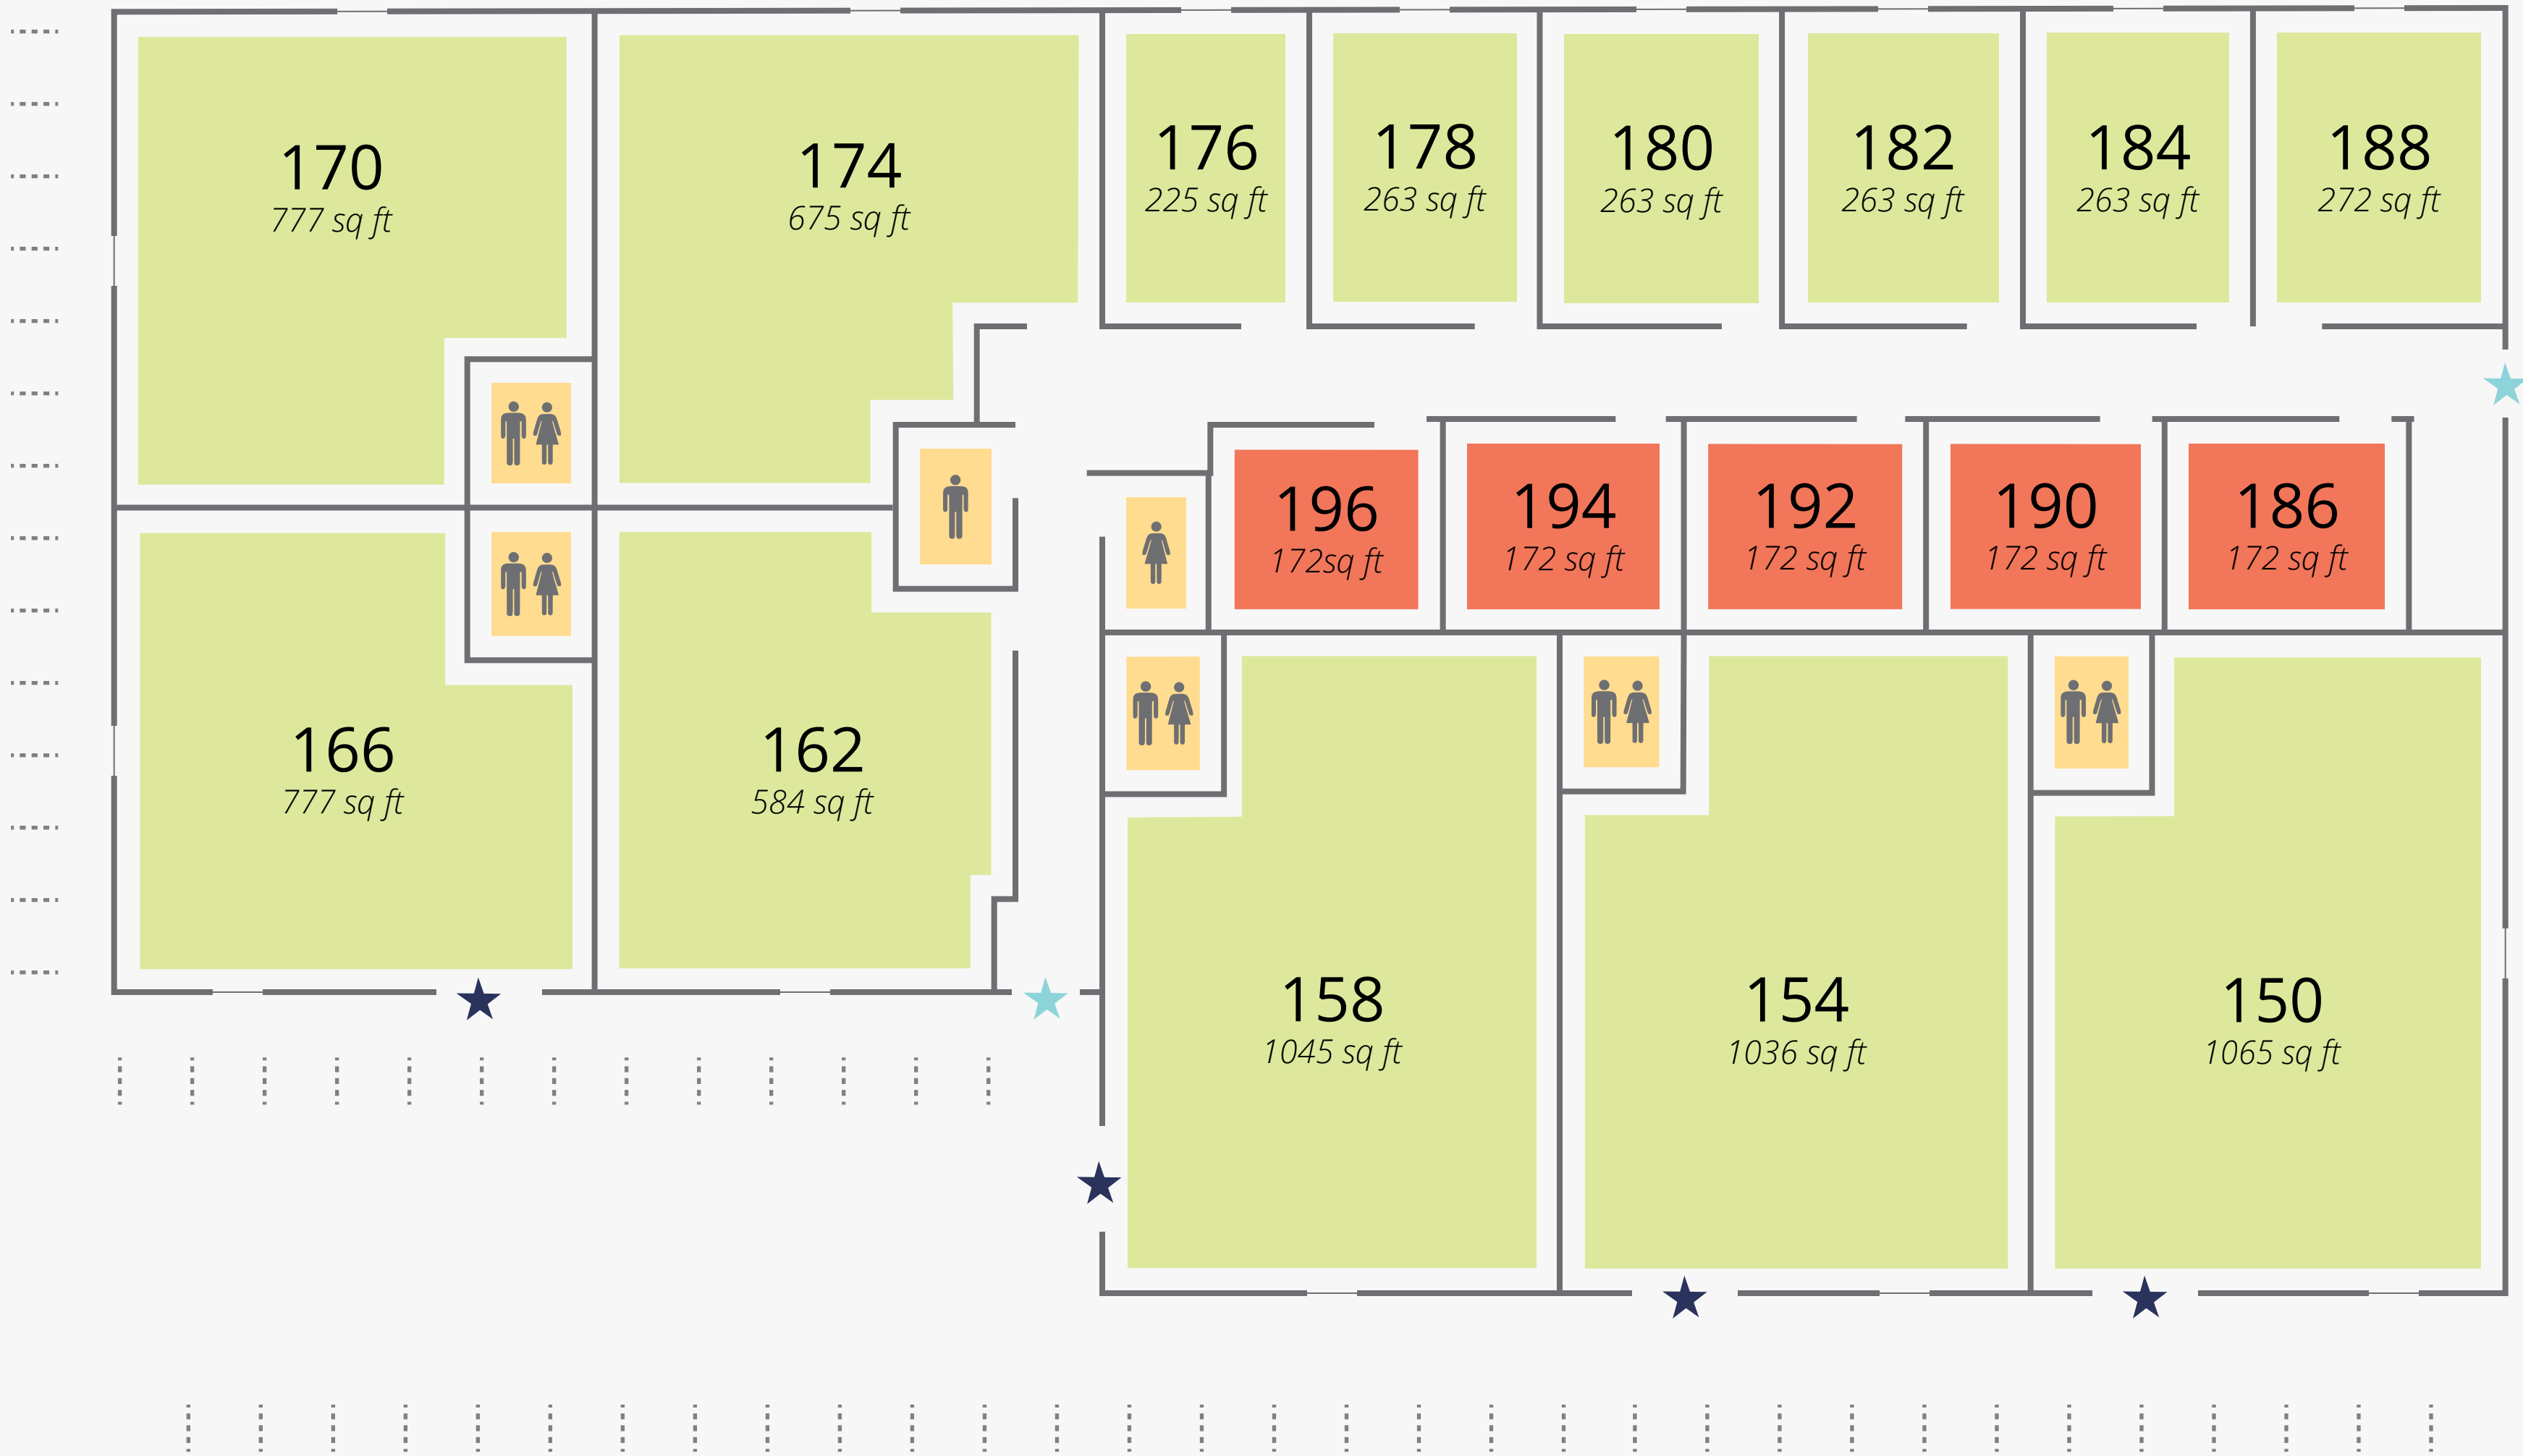 170
777 sq ft
174
675 sq ft
176
225 sq ft
178
263 sq ft
180
263 sq ft
182
263 sq ft
184
263 sq ft
188
272 sq ft
196
172sq ft
194
172 sq ft
192
172 sq ft
190
172 sq ft
186
172 sq ft
166
777 sq ft
162
584 sq ft
158
1045 sq ft
154
1036 sq ft
150
1065 sq ft